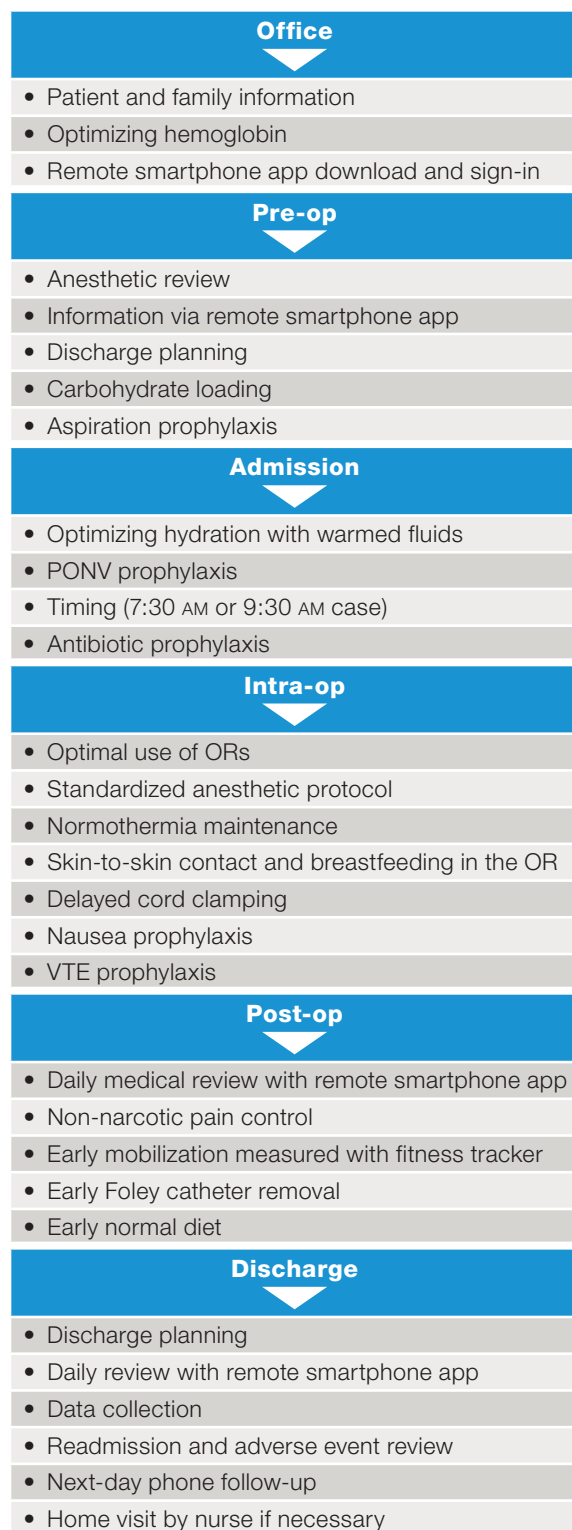 Office
• Patient and family information
• Optimizing hemoglobin
• Remote smartphone app download and sign-in
Pre-op
• Anesthetic review
• Information via remote smartphone app
• Discharge planning
• Carbohydrate loading
• Aspiration prophylaxis
Admission
• Optimizing hydration with warmed fluids
• PONV prophylaxis
• Timing (7:30 AM or 9:30 AM case)
• Antibiotic prophylaxis
Intra-op
• Optimal use of ORs
• Standardized anesthetic protocol
• Normothermia maintenance
• Skin-to-skin contact and breastfeeding in the OR
• Delayed cord clamping
• Nausea prophylaxis
• VTE prophylaxis
Post-op
• Daily medical review with remote smartphone app
• Non-narcotic pain control
• Early mobilization measured with fitness tracker
• Early Foley catheter removal
• Early normal diet
Discharge
• Discharge planning
• Daily review with remote smartphone app
• Data collection
• Readmission and adverse event review
• Next-day phone follow-up
• Home visit by nurse if necessary